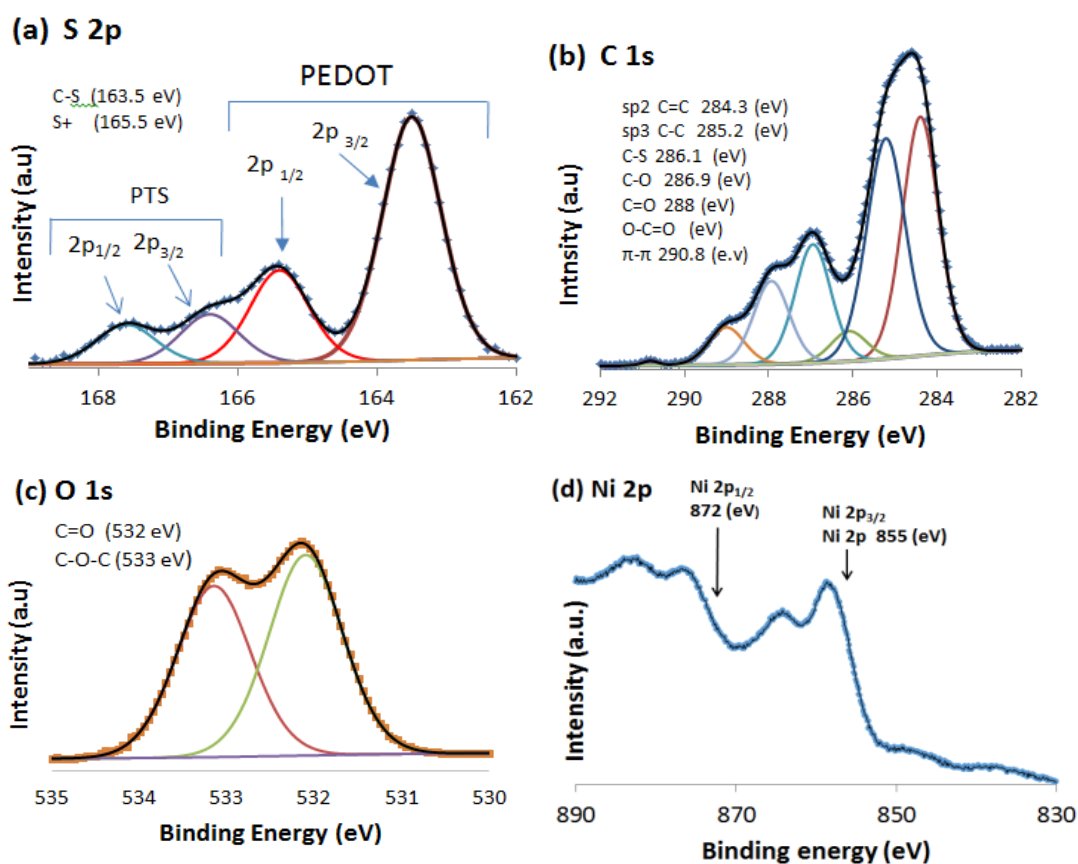 (a) S 2p
C-S (163.5 eV)
S+ (165.5 eV)
PEDOT
2p 3/2
2p 1/2
PTS
2p1/2
2p3/2
Intensity (a.u)
168 166 164 162
Binding Energy (eV)
(b) C 1s
sp2 C=C 284.3 (eV)
sp3 C-C 285.2 (eV)
C-S 286.1 (eV)
C-O 286.9 (eV)
C=O 288 (eV)
O-C=O (eV)
π-π 290.8 (e.v)
Intnsity (a.u)
292 290 288 286 284 282
Binding Energy (eV)
(c) O 1s
C=O (532 eV)
C-O-C (533 eV)
Intensity (a.u)
535 533 532 531 530
Binding Energy (eV)
(d) Ni 2p
Ni 2p1/2
872 (eV)
Ni 2p3/2
Ni 2p 855 (eV)
Intensity (a.u.)
890 870 850 830
Binding energy (eV)